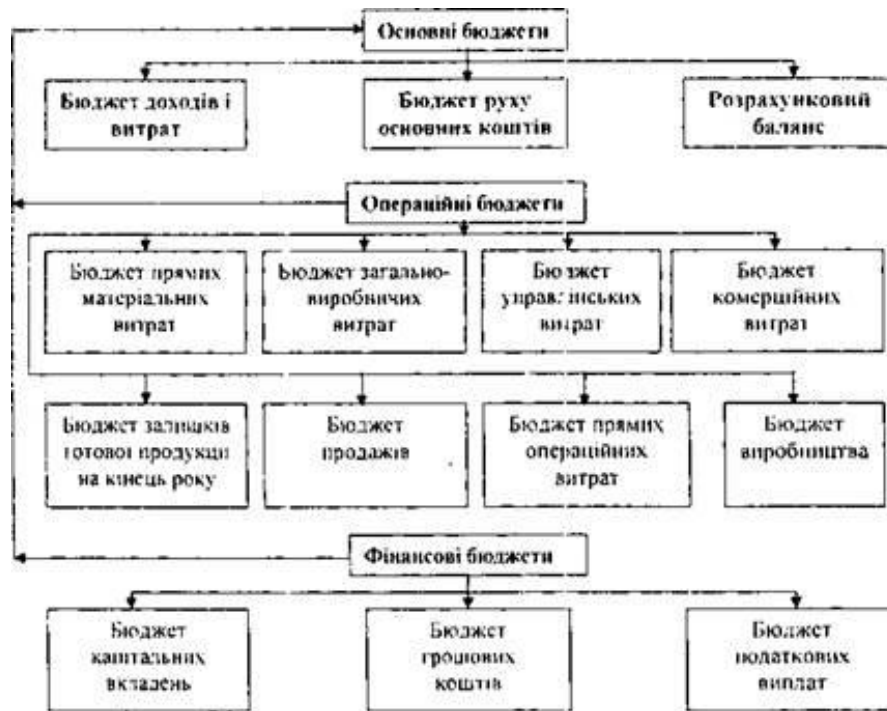 Основні бюджети
Бюджет доходів і
витрат
Бюджет руху
основних коштів
Розрахунковий
баланс
Операційні бюджети
Бюджет прямих
матеріальних
витрат
Бюджет загально-
виробничих
витрат
Бюджет
управлінських
витрат
Бюджет
комерційних
витрат
Бюджет залишків
готової продукції
на кінець року
Бюджет
продажів
Бюджет прямих
операційних
витрат
Бюджет
виробництва
Фінансові бюджети
Бюджет
капітальних
вкладень
Бюджет
грошових
коштів
Бюджет
податкових
виплат